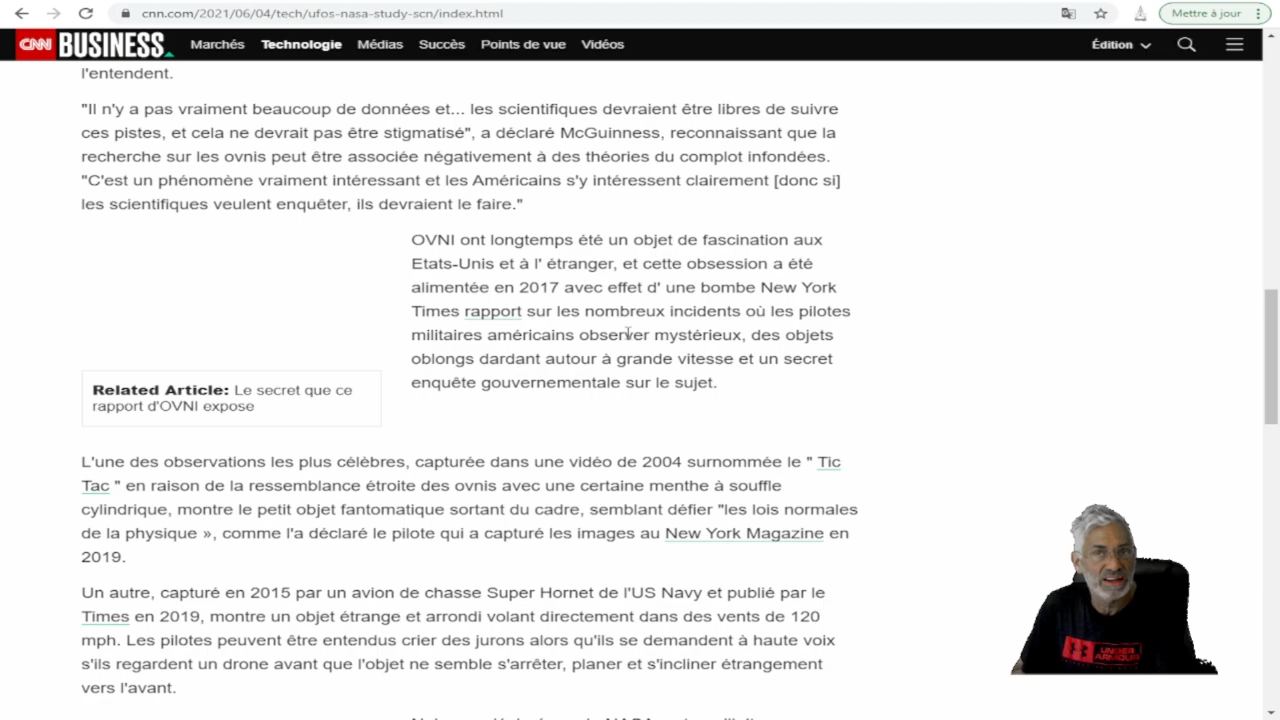 cnn.com/2021/06/04/tech/ufos-nasa-study-scn/index.html
Mettre à jour
CNN BUSINESS Marchés Technologie Médias Succès Points de vue Vidéos Édition
l'entendent.
"Il n'y a pas vraiment beaucoup de données et... les scientifiques devraient être libres de suivre
ces pistes, et cela ne devrait pas être stigmatisé", a déclaré McGuinness, reconnaissant que la
recherche sur les ovnis peut être associée négativement à des théories du complot infondées.
"C'est un phénomène vraiment intéressant et les Américains s'y intéressent clairement [donc si]
les scientifiques veulent enquêter, ils devraient le faire."
OVNI ont longtemps été un objet de fascination aux
Etats-Unis et à l' étranger, et cette obsession a été
alimentée en 2017 avec effet d' une bombe New York
Times rapport sur les nombreux incidents où les pilotes
militaires américains observer mystérieux, des objets
oblongs dardant autour à grande vitesse et un secret
enquête gouvernementale sur le sujet.
Related Article: Le secret que ce
rapport d'OVNI expose
L'une des observations les plus célèbres, capturée dans une vidéo de 2004 surnommée le " Tic
Tac " en raison de la ressemblance étroite des ovnis avec une certaine menthe à souffle
cylindrique, montre le petit objet fantomatique sortant du cadre, semblant défier "les lois normales
de la physique », comme l'a déclaré le pilote qui a capturé les images au New York Magazine en
2019.
Un autre, capturé en 2015 par un avion de chasse Super Hornet de l'US Navy et publié par le
Times en 2019, montre un objet étrange et arrondi volant directement dans des vents de 120
mph. Les pilotes peuvent être entendus crier des jurons alors qu'ils se demandent à haute voix
s'ils regardent un drone avant que l'objet ne semble s'arrêter, planer et s'incliner étrangement
vers l'avant.
UNDER
ARMOUR